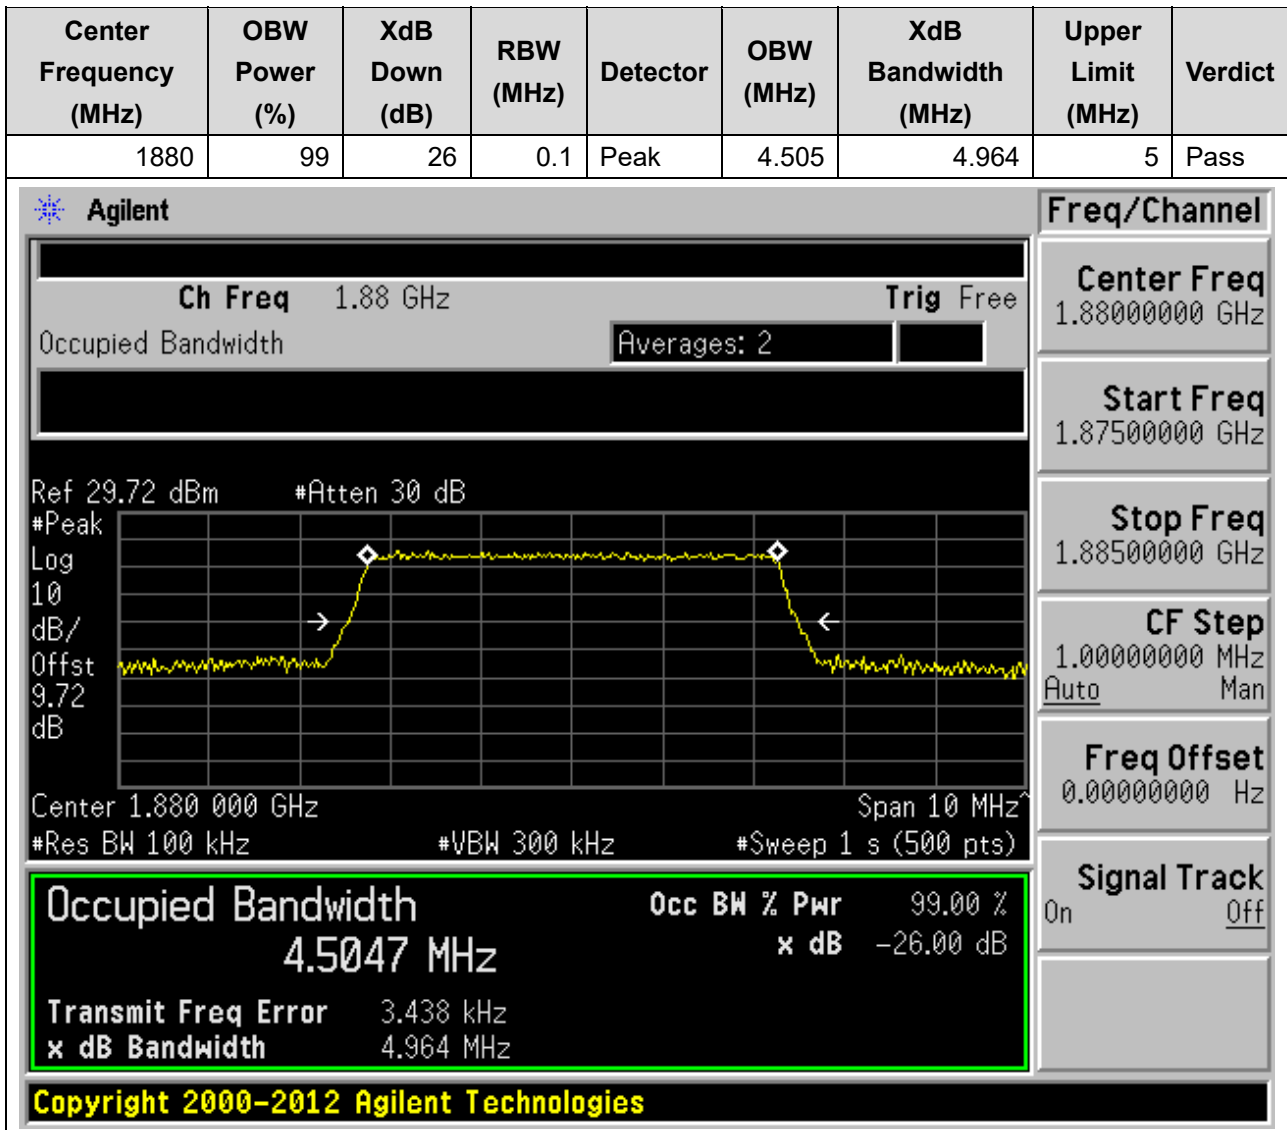 Center Frequency (MHz) OBW Power (%) XdB Down (dB) RBW (MHz) Detector OBW (MHz) XdB Bandwidth (MHz) Upper Limit (MHz) Verdict
1880 99 26 0.1 Peak 4.505 4.964 5 Pass
Agilent
Freq/Channel
Ch Freq 1.88 GHz Trig Free
Occupied Bandwidth Averages: 2
Center Freq
1.88000000 GHz
Start Freq
1.87500000 GHz
Stop Freq
1.88500000 GHz
CF Step
1.00000000 MHz
Auto Man
Freq Offset
0.00000000 Hz
Signal Track
On Off
Ref 29.72 dBm #Atten 30 dB
#Peak
Log
10
dB/
Offst
9.72
dB
Center 1.880 000 GHz Span 10 MHz^
#Res BW 100 kHz #VBW 300 kHz #Sweep 1 s (500 pts)
Occupied Bandwidth
4.5047 MHz
Occ BW % Pwr 99.00 %
x dB -26.00 dB
Transmit Freq Error 3.438 kHz
x dB Bandwidth 4.964 MHz
Copyright 2000-2012 Agilent Technologies